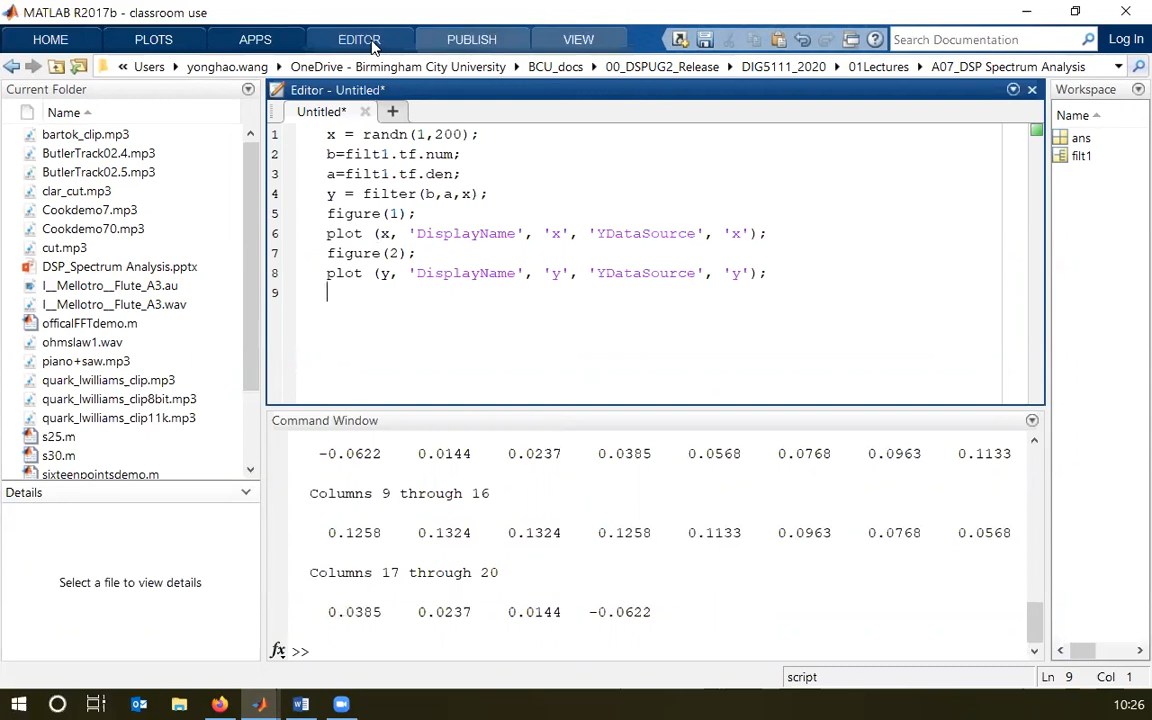 MATLAB R2017b - classroom use
HOME PLOTS APPS EDITOR PUBLISH VIEW Search Documentation Log In
« Users › yonghao.wang › OneDrive - Birmingham City University › BCU_docs › 00_DSPUG2_Release › DIG5111_2020 › 01Lectures › A07_DSP Spectrum Analysis
Current Folder
Name
bartok_clip.mp3
ButlerTrack02.4.mp3
ButlerTrack02.5.mp3
clar_cut.mp3
Cookdemo7.mp3
Cookdemo70.mp3
cut.mp3
DSP_Spectrum Analysis.pptx
I__Mellotro_Flute_A3.au
I__Mellotro_Flute_A3.wav
officalFFTdemo.m
ohmslaw1.wav
piano+saw.mp3
quark_lwilliams_clip.mp3
quark_lwilliams_clip8bit.mp3
quark_lwilliams_clip11k.mp3
s25.m
s30.m
sixteenpointsdemo.m
Details
Select a file to view details
Editor - Untitled*
Untitled* +
1 x = randn(1,200);
2 b=filt1.tf.num;
3 a=filt1.tf.den;
4 y = filter(b,a,x);
5 figure(1);
6 plot (x, 'DisplayName', 'x', 'YDataSource', 'x');
7 figure(2);
8 plot (y, 'DisplayName', 'y', 'YDataSource', 'y');
9
Command Window
-0.0622 0.0144 0.0237 0.0385 0.0568 0.0768 0.0963 0.1133
Columns 9 through 16
0.1258 0.1324 0.1324 0.1258 0.1133 0.0963 0.0768 0.0568
Columns 17 through 20
0.0385 0.0237 0.0144 -0.0622
fx >>
Workspace
Name
ans
filt1
script Ln 9 Col 1
10:26